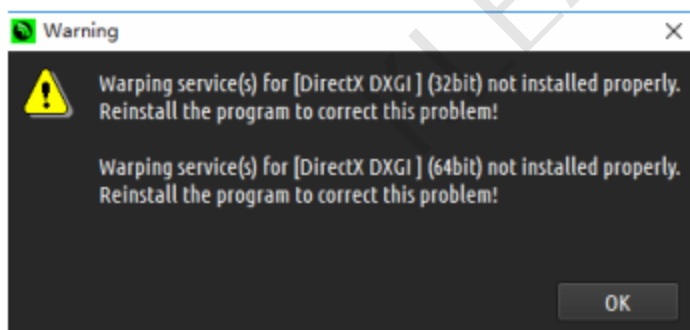 Warning
Warping service(s) for [DirectX DXGI ] (32bit) not installed properly.
Reinstall the program to correct this problem!
Warping service(s) for [DirectX DXGI ] (64bit) not installed properly.
Reinstall the program to correct this problem!
OK